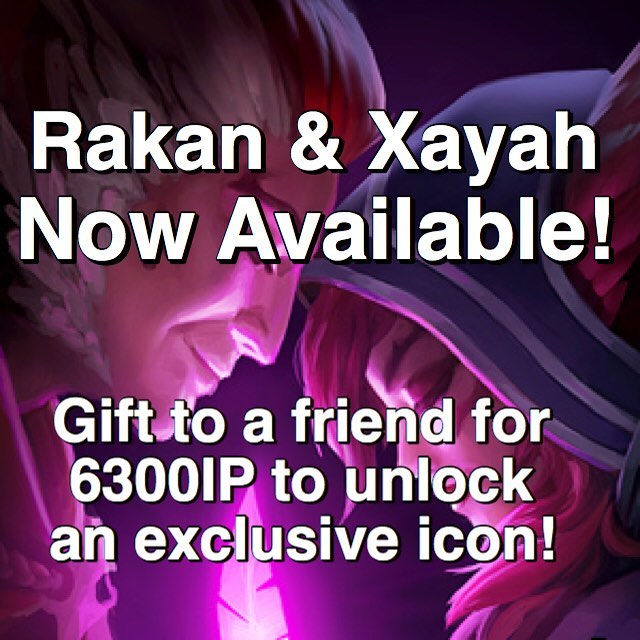 Rakan & Xayah
Now Available!
Gift to a friend for
6300IP to unlock
an exclusive icon!